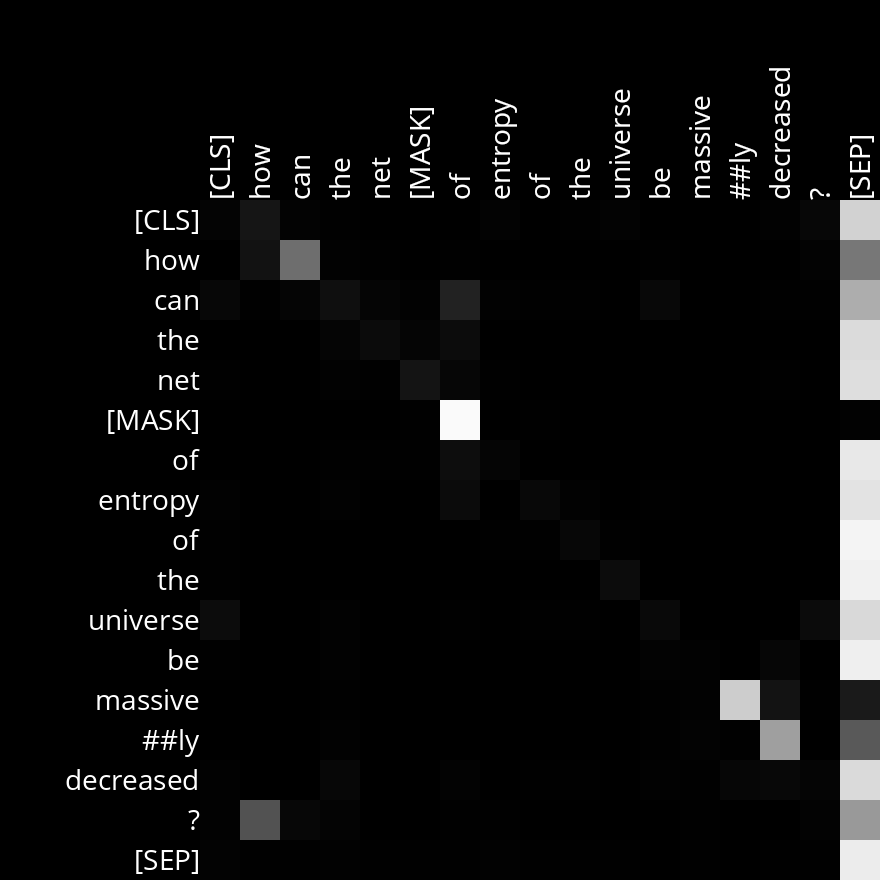 [CLS] how can the net [MASK] of entropy of the universe be massive ##ly decreased ? [SEP]
[CLS]
how
can
the
net
[MASK]
of
entropy
of
the
universe
be
massive
##ly
decreased
?
[SEP]